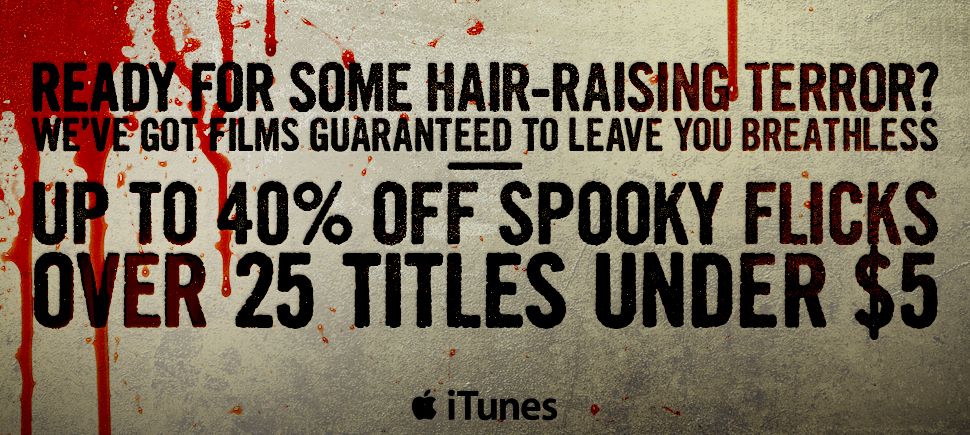 READY FOR SOME HAIR-RAISING TERROR?
WE'VE GOT FILMS GUARANTEED TO LEAVE YOU BREATHLESS
UP TO 40% OFF SPOOKY FLICKS
OVER 25 TITLES UNDER $5
iTunes